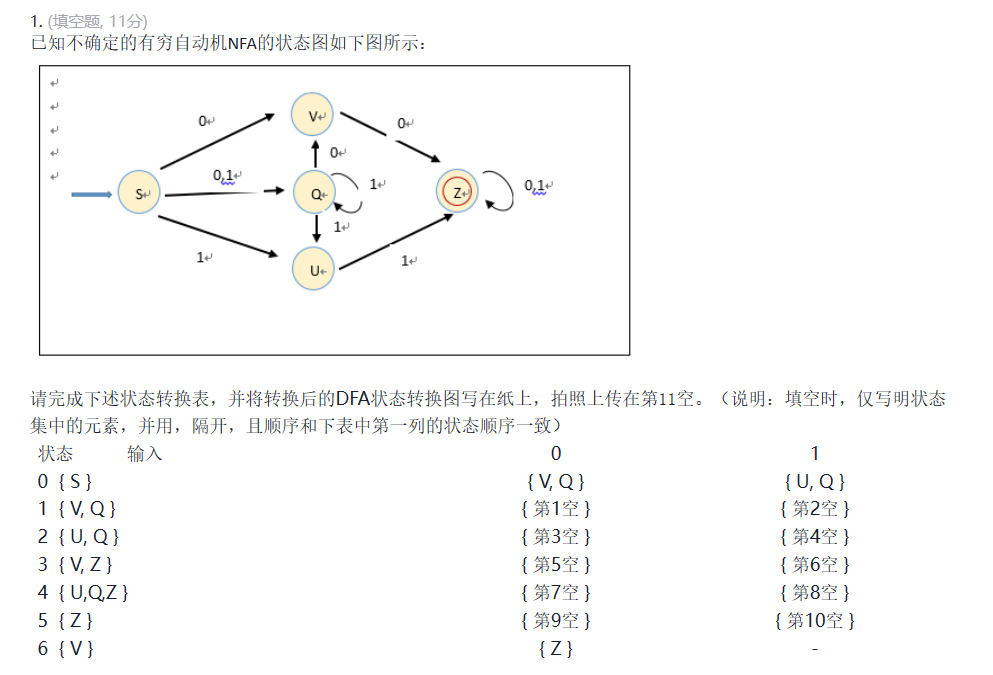 1. (填空题, 11分)
已知不确定的有穷自动机NFA的状态图如下图所示：
V
0
0
0
S
0,1
Q
1
Z
0,1
1
1
U
1
请完成下述状态转换表，并将转换后的DFA状态转换图写在纸上，拍照上传在第11空。（说明：填空时，仅写明状态
集中的元素，并用，隔开，且顺序和下表中第一列的状态顺序一致）
状态 输入 0 1
0 { S } { V, Q } { U, Q }
1 { V, Q } { 第1空 } { 第2空 }
2 { U, Q } { 第3空 } { 第4空 }
3 { V, Z } { 第5空 } { 第6空 }
4 { U,Q,Z } { 第7空 } { 第8空 }
5 { Z } { 第9空 } { 第10空 }
6 { V } { Z } -